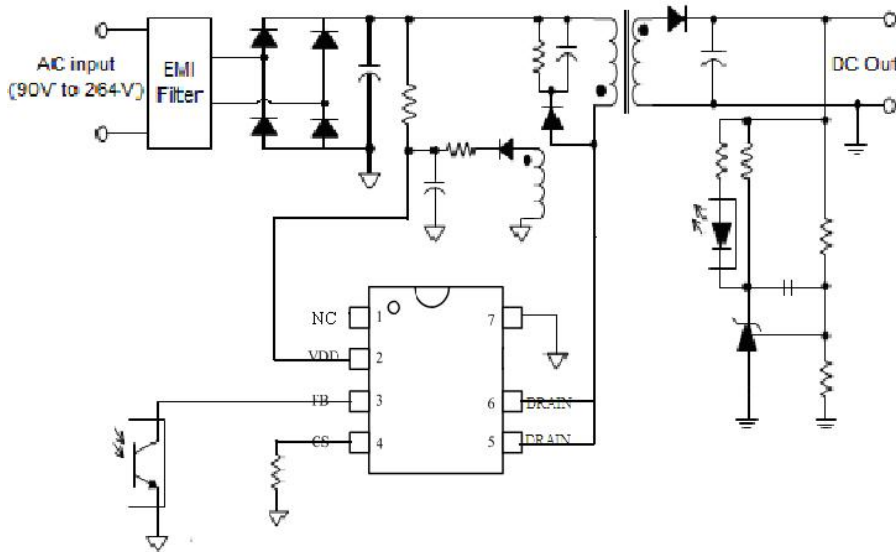 AC input
(90V to 264V)
EMI
Filter
DC Out
NC
1
7
VDD
2
FB
3
6
DRAIN
CS
4
5
DRAIN